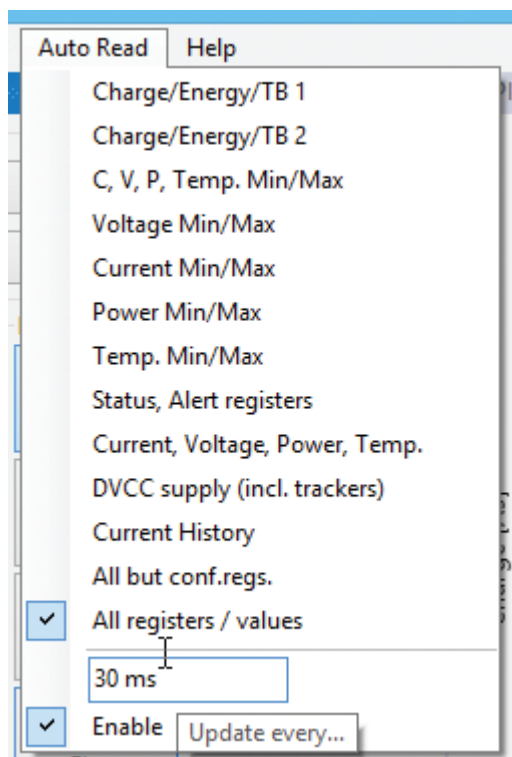 Auto Read Help
Charge/Energy/TB 1
Charge/Energy/TB 2
C, V, P, Temp. Min/Max
Voltage Min/Max
Current Min/Max
Power Min/Max
Temp. Min/Max
Status, Alert registers
Current, Voltage, Power, Temp.
DVCC supply (incl. trackers)
Current History
All but conf.regs.
All registers / values
30 ms
Enable
Update every...